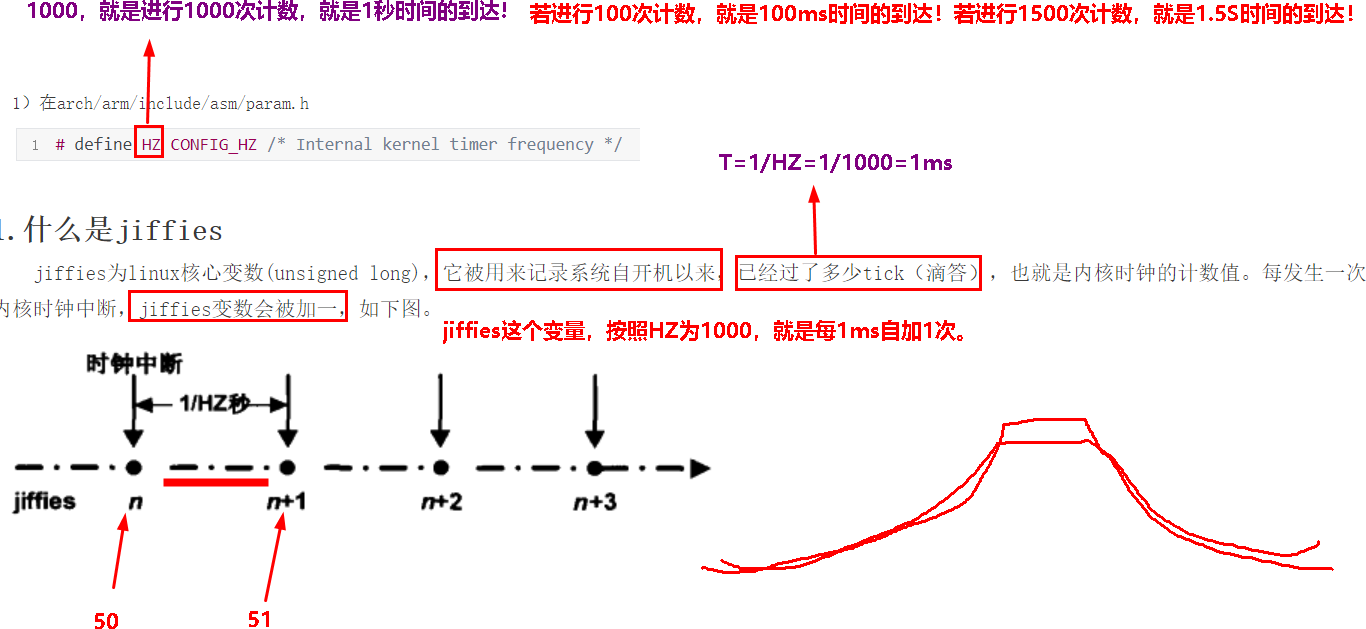 1000，就是进行1000次计数，就是1秒时间的到达！ 若进行100次计数，就是100ms时间的到达！若进行1500次计数，就是1.5S时间的到达！
1）在arch/arm/include/asm/param.h
1 # define HZ CONFIG_HZ /* Internal kernel timer frequency */
T=1/HZ=1/1000=1ms
1.什么是jiffies
jiffies为linux核心变数(unsigned long)，它被用来记录系统自开机以来，已经过了多少tick（滴答），也就是内核时钟的计数值。每发生一次
内核时钟中断，jiffies变数会被加一，如下图。
jiffies这个变量，按照HZ为1000，就是每1ms自加1次。
时钟中断
1/HZ秒
jiffies n n+1 n+2 n+3
50 51